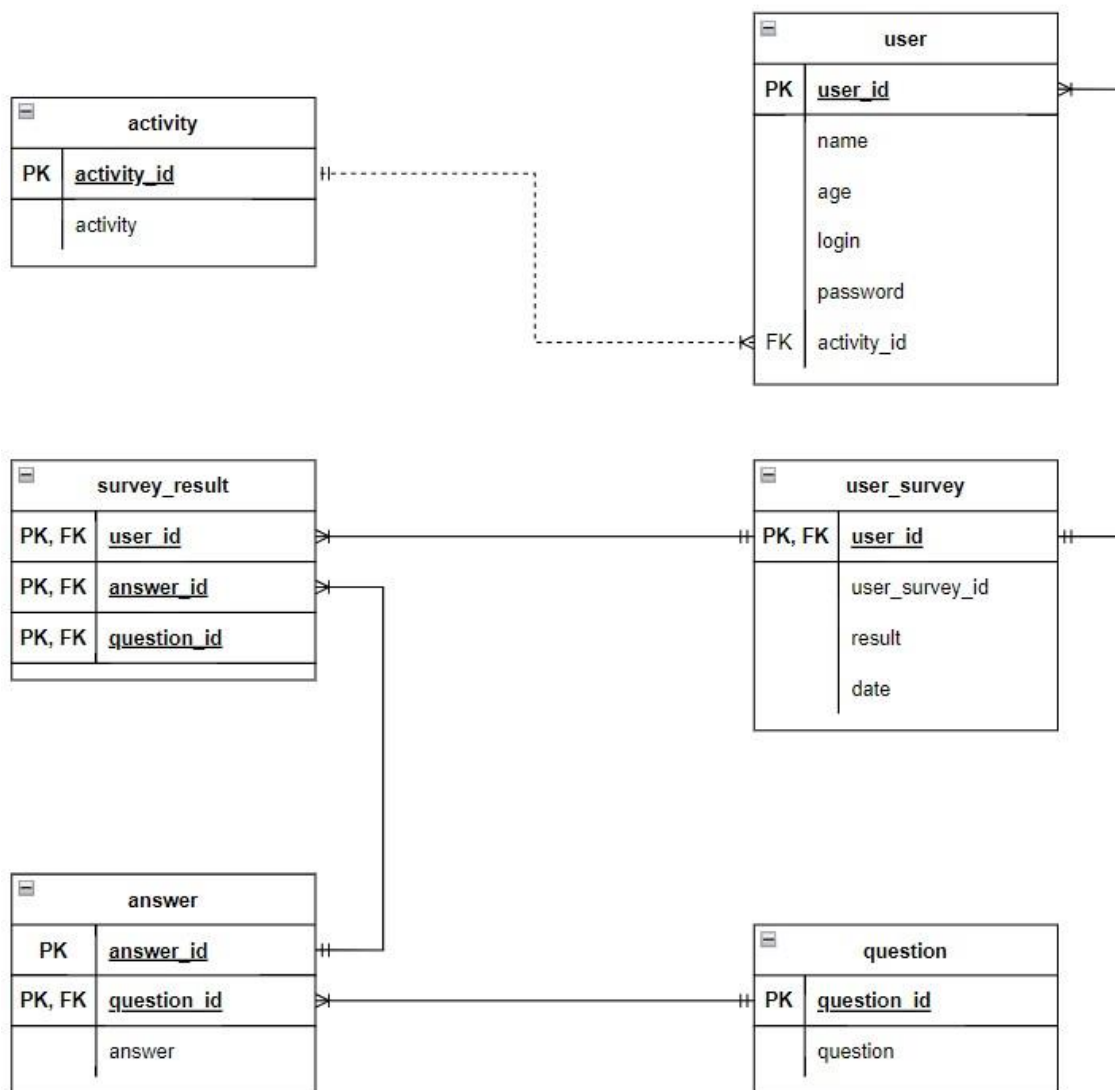 user
PK user_id
name
age
login
password
FK activity_id
activity
PK activity_id
activity
survey_result
PK, FK user_id
PK, FK answer_id
PK, FK question_id
user_survey
PK, FK user_id
user_survey_id
result
date
answer
PK answer_id
PK, FK question_id
answer
question
PK question_id
question